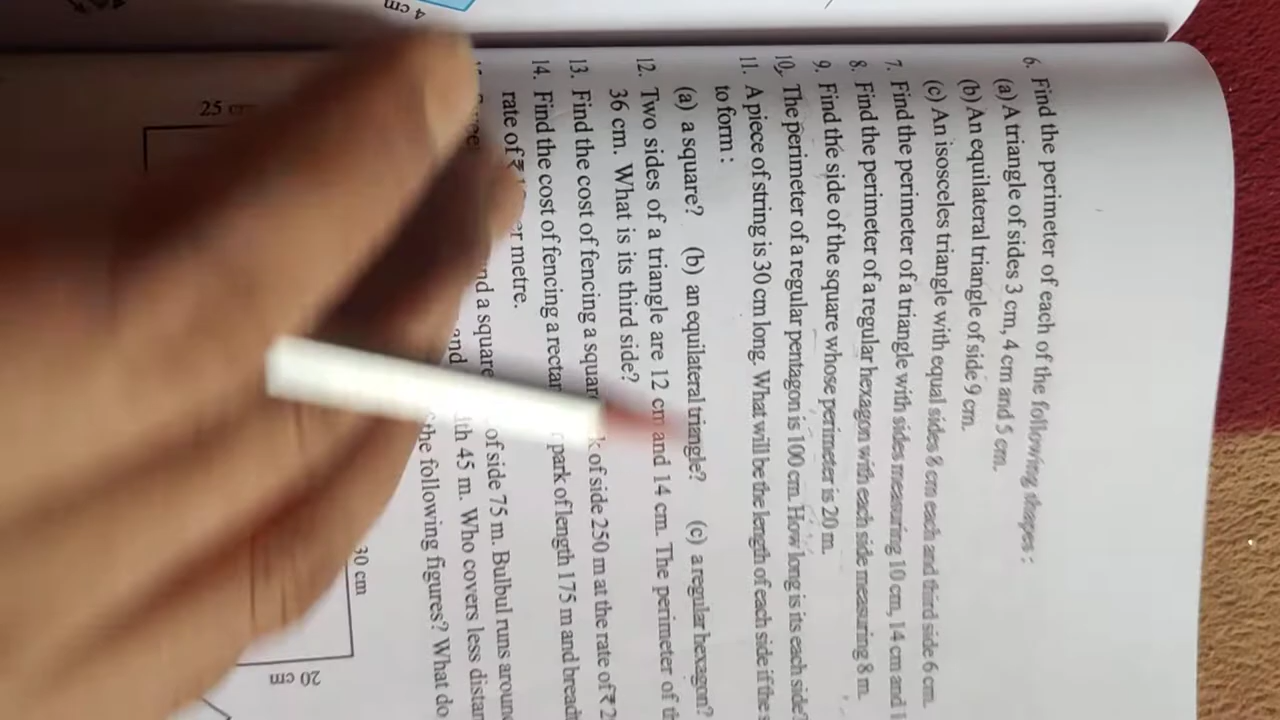 4 cm
6. Find the perimeter of each of the following shapes :
(a) A triangle of sides 3 cm, 4 cm and 5 cm.
(b) An equilateral triangle of side 9 cm.
(c) An isosceles triangle with equal sides 8 cm each and third side 6 cm.
7. Find the perimeter of a triangle with sides measuring 10 cm, 14 cm and
8. Find the perimeter of a regular hexagon with each side measuring 8 m.
9. Find the side of the square whose perimeter is 20 m.
10. The perimeter of a regular pentagon is 100 cm. How long is its each side?
11. A piece of string is 30 cm long. What will be the length of each side if the
to form :
(a) a square? (b) an equilateral triangle? (c) a regular hexagon?
12. Two sides of a triangle are 12 cm and 14 cm. The perimeter of
36 cm. What is its third side?
13. Find the cost of fencing a of side 250 m at the rate of ₹
14. Find the cost of fencing a park of length 175 m and
rate of ₹ metre.
a square of side 75 m. Bulbul runs
and 45 m. Who covers less
the following figures? What do
25
30 cm
20 cm